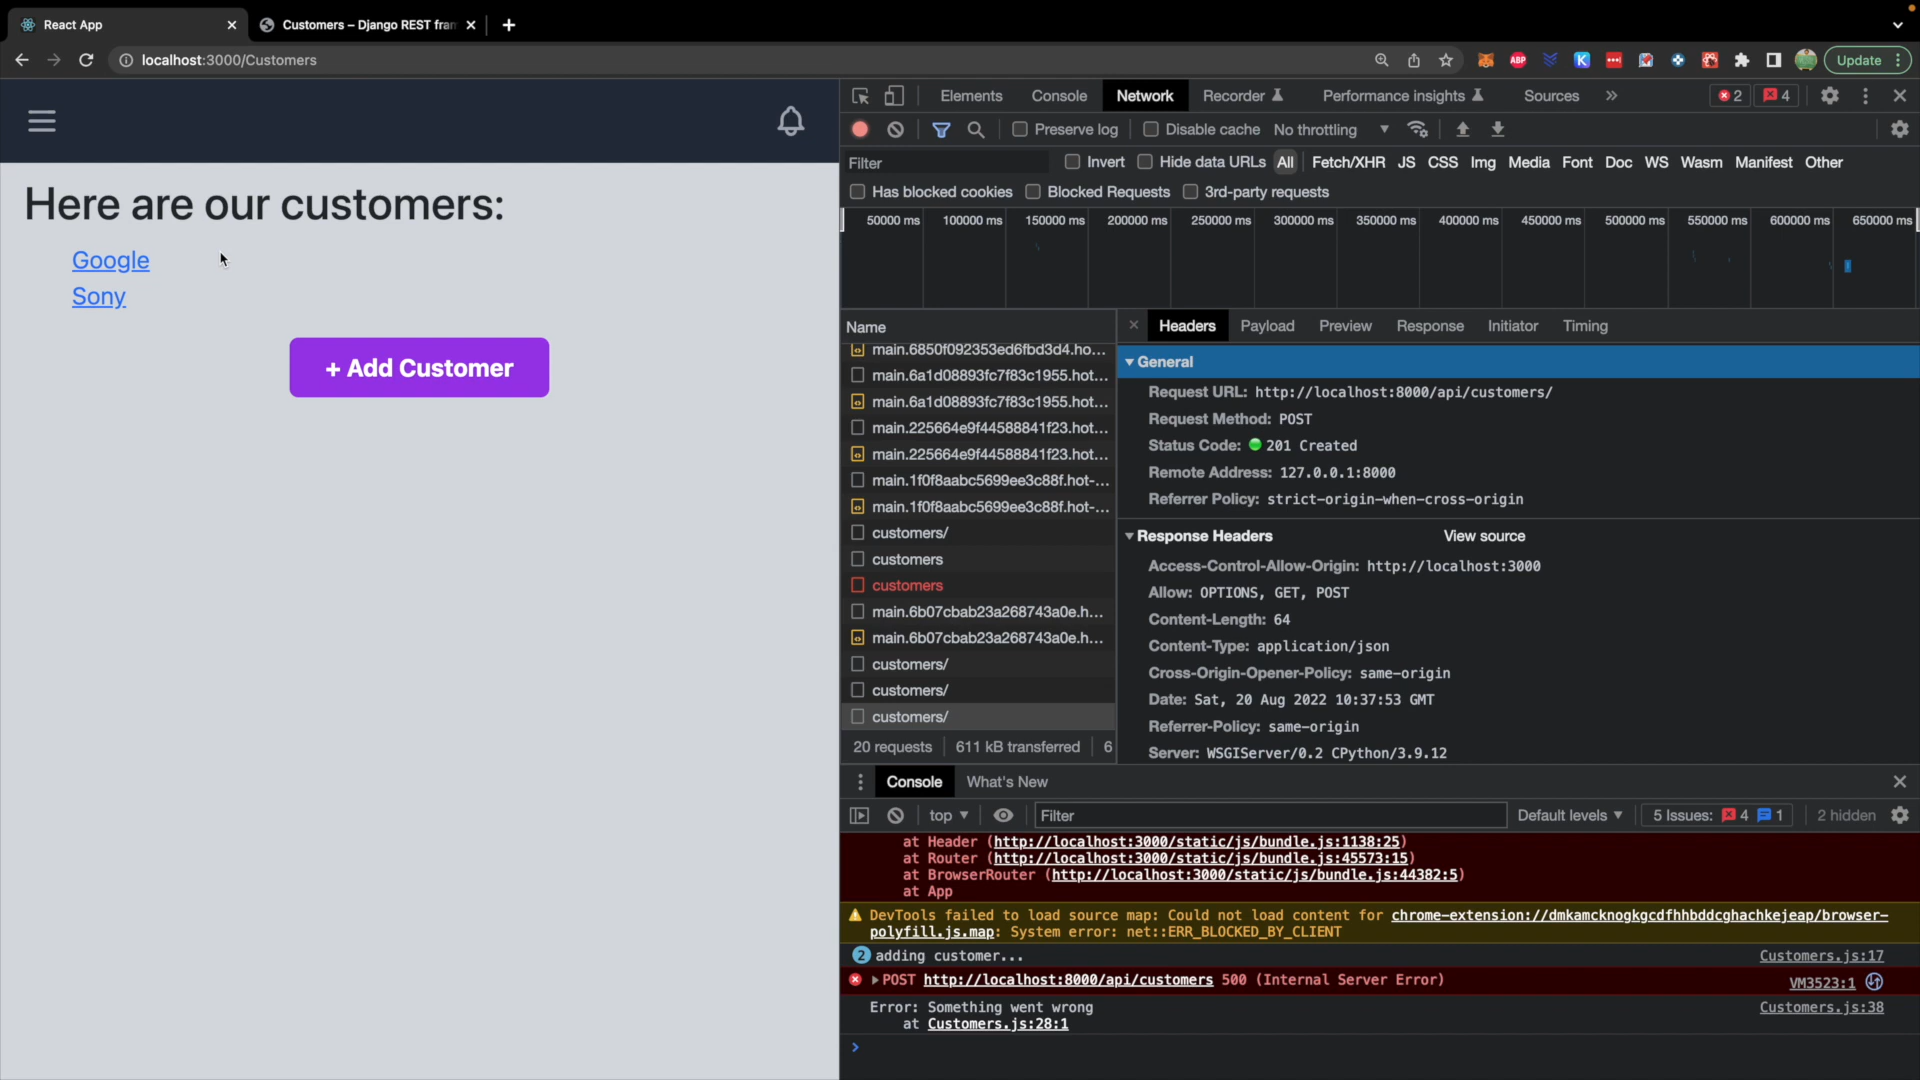 React App
Customers – Django REST fram
localhost:3000/Customers
ABP
K
Update
Here are our customers:
Google
Sony
+ Add Customer
Elements Console Network Recorder Performance insights Sources » 2 4
Preserve log Disable cache No throttling
Filter Invert Hide data URLs All Fetch/XHR JS CSS Img Media Font Doc WS Wasm Manifest Other
Has blocked cookies Blocked Requests 3rd-party requests
50000 ms 100000 ms 150000 ms 200000 ms 250000 ms 300000 ms 350000 ms 400000 ms 450000 ms 500000 ms 550000 ms 600000 ms 650000 ms
Name
main.6850f092353ed6fbd3d4.ho...
main.6a1d08893fc7f83c1955.hot...
main.6a1d08893fc7f83c1955.hot...
main.225664e9f44588841f23.hot...
main.225664e9f44588841f23.hot...
main.1f0f8aabc5699ee3c88f.hot-...
main.1f0f8aabc5699ee3c88f.hot-...
customers/
customers
customers
main.6b07cbab23a268743a0e.h...
main.6b07cbab23a268743a0e.h...
customers/
customers/
customers/
20 requests 611 kB transferred 6
Headers Payload Preview Response Initiator Timing
General
Request URL: http://localhost:8000/api/customers/
Request Method: POST
Status Code: 201 Created
Remote Address: 127.0.0.1:8000
Referrer Policy: strict-origin-when-cross-origin
Response Headers View source
Access-Control-Allow-Origin: http://localhost:3000
Allow: OPTIONS, GET, POST
Content-Length: 64
Content-Type: application/json
Cross-Origin-Opener-Policy: same-origin
Date: Sat, 20 Aug 2022 10:37:53 GMT
Referrer-Policy: same-origin
Server: WSGIServer/0.2 CPython/3.9.12
Console What's New
top Filter Default levels 5 Issues: 4 1 2 hidden
at Header (http://localhost:3000/static/js/bundle.js:1138:25)
at Router (http://localhost:3000/static/js/bundle.js:45573:15)
at BrowserRouter (http://localhost:3000/static/js/bundle.js:44382:5)
at App
DevTools failed to load source map: Could not load content for chrome-extension://dmkamcknogkgcdfhhbddcghachkejeap/browser-
polyfill.js.map: System error: net::ERR_BLOCKED_BY_CLIENT
2 adding customer... Customers.js:17
POST http://localhost:8000/api/customers 500 (Internal Server Error) VM3523:1
Error: Something went wrong Customers.js:38
at Customers.js:28:1